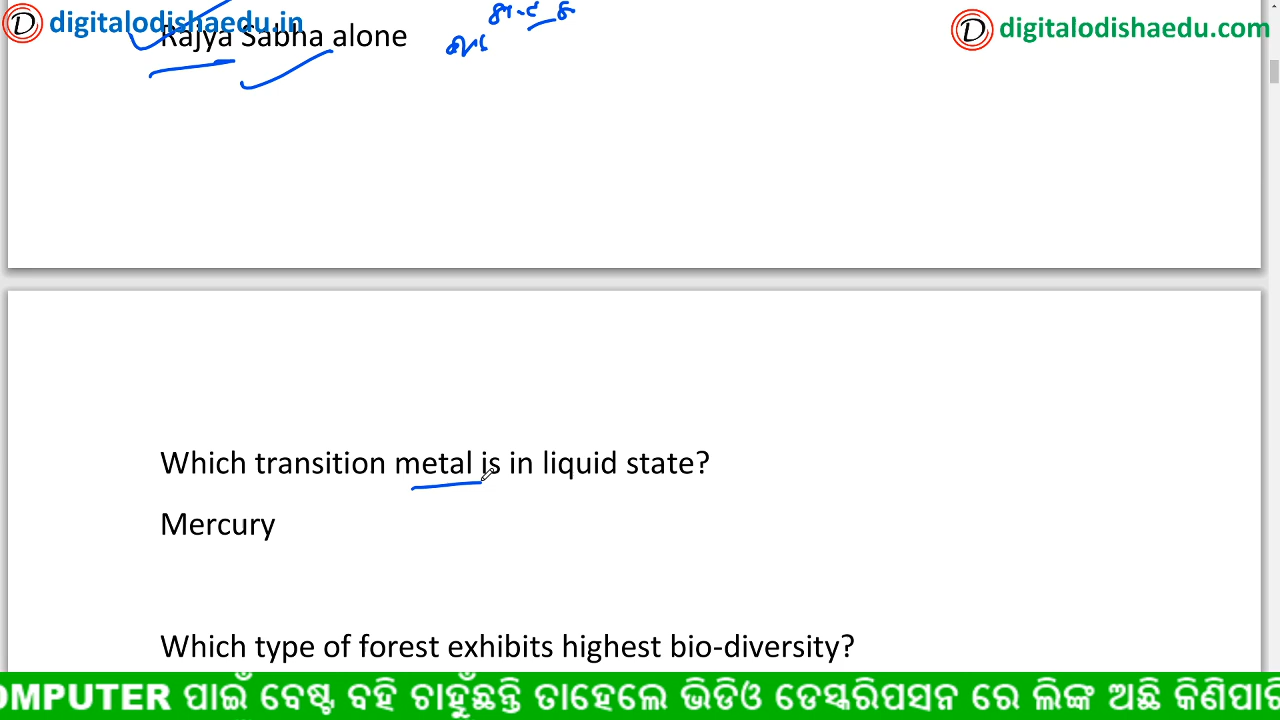 digitalodishaedu.in
digitalodishaedu.com
Rajya Sabha alone
Which transition metal is in liquid state?
Mercury
Which type of forest exhibits highest bio-diversity?
OMPUTER ପାଇଁ ବେଷ୍ଟ ବହି ଚାହୁଁଛନ୍ତି ତାହେଲେ ଭିଡିଓ ଡେସ୍କରିପସନ ରେ ଲିଙ୍କ ଅଛି କିଣିପାରି